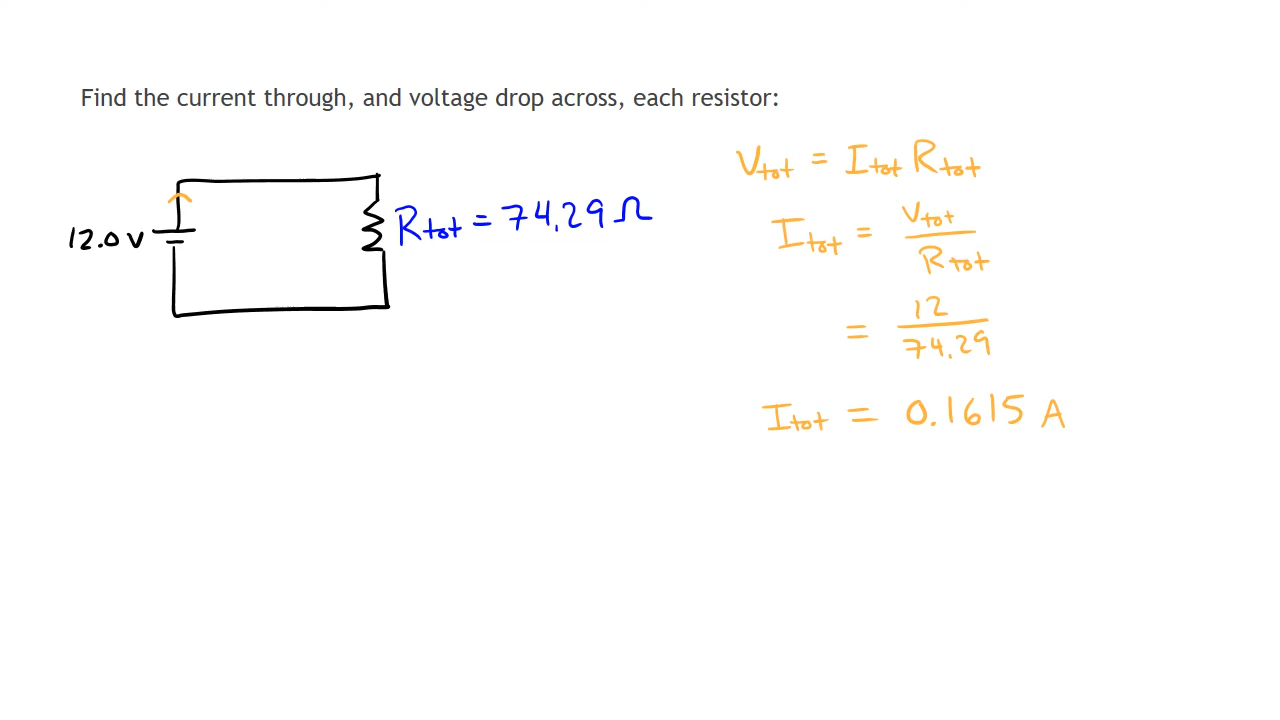 Find the current through, and voltage drop across, each resistor:
12.0 V
Rtot = 74.29 Ω
Vtot = Itot Rtot
Itot = Vtot / Rtot
= 12 / 74.29
Itot = 0.1615 A